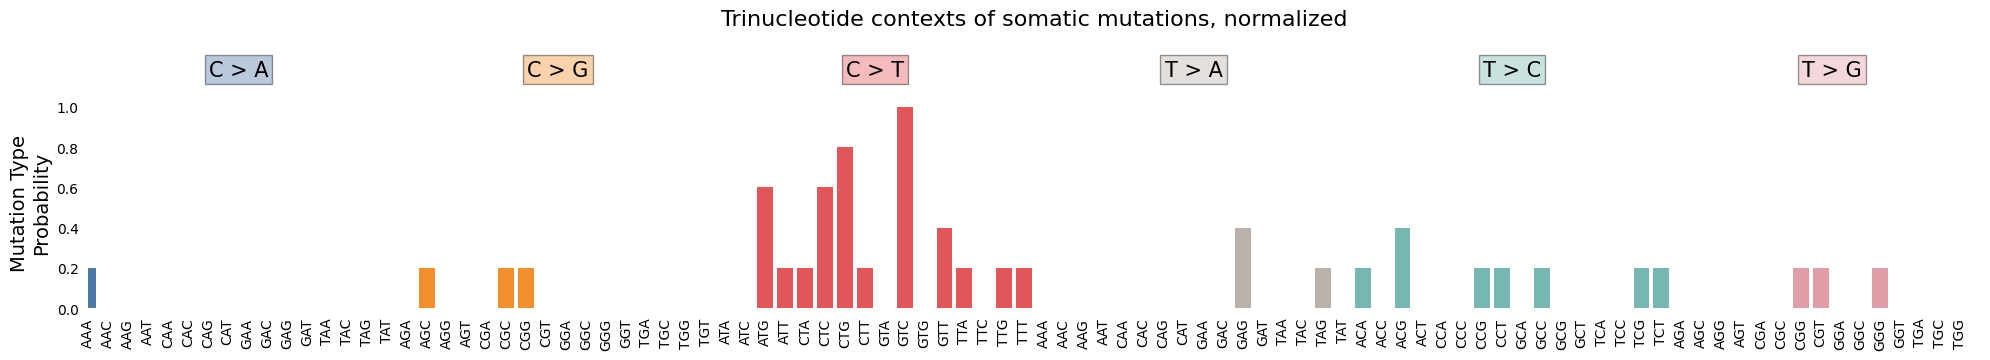 Trinucleotide contexts of somatic mutations, normalized
C > A
C > G
C > T
T > A
T > C
T > G
Mutation Type
Probability
1.0
0.8
0.6
0.4
0.2
0.0
AAA
AAC
AAG
AAT
CAA
CAC
CAG
CAT
GAA
GAC
GAG
GAT
TAA
TAC
TAG
TAT
AGA
AGC
AGG
AGT
CGA
CGC
CGG
CGT
GGA
GGC
GGG
GGT
TGA
TGC
TGG
TGT
ATA
ATC
ATG
ATT
CTA
CTC
CTG
CTT
GTA
GTC
GTG
GTT
TTA
TTC
TTG
TTT
AAA
AAC
AAG
AAT
CAA
CAC
CAG
CAT
GAA
GAC
GAG
GAT
TAA
TAC
TAG
TAT
ACA
ACC
ACG
ACT
CCA
CCC
CCG
CCT
GCA
GCC
GCG
GCT
TCA
TCC
TCG
TCT
AGA
AGC
AGG
AGT
CGA
CGC
CGG
CGT
GGA
GGC
GGG
GGT
TGA
TGC
TGG